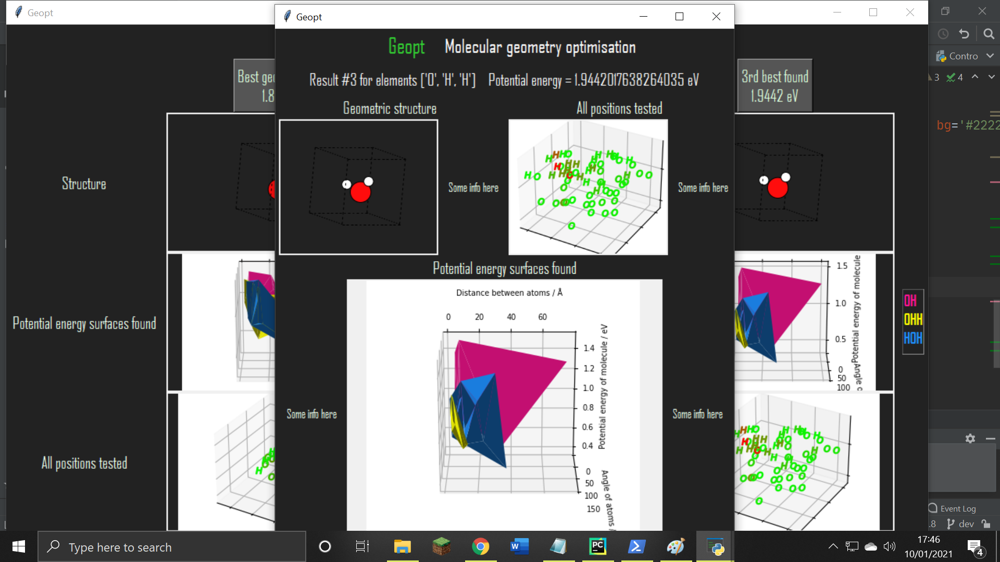 Geopt
Best geo
1.8
Structure
Potential energy surfaces found
All positions tested
Geopt
Geopt Molecular geometry optimisation
Result #3 for elements ['O', 'H', 'H'] Potential energy = 1.9442017638264035 eV
Geometric structure
All positions tested
Some info here
Some info here
Potential energy surfaces found
Distance between atoms / Å
0 20 40 60
1.4
1.2
1.0
0.8
0.6
0.4
0
50
100
150
Potential energy of molecule / eV
Angle of atoms /
Some info here
Some info here
3rd best found
1.9442 eV
1.5
1.0
0.5
0
50
100
Potential energy of molecule
Angle o
OH
OHH
HOH
Contro
3 4
bg='#2222
Event Log
.8 dev
Type here to search
17:46
10/01/2021
4